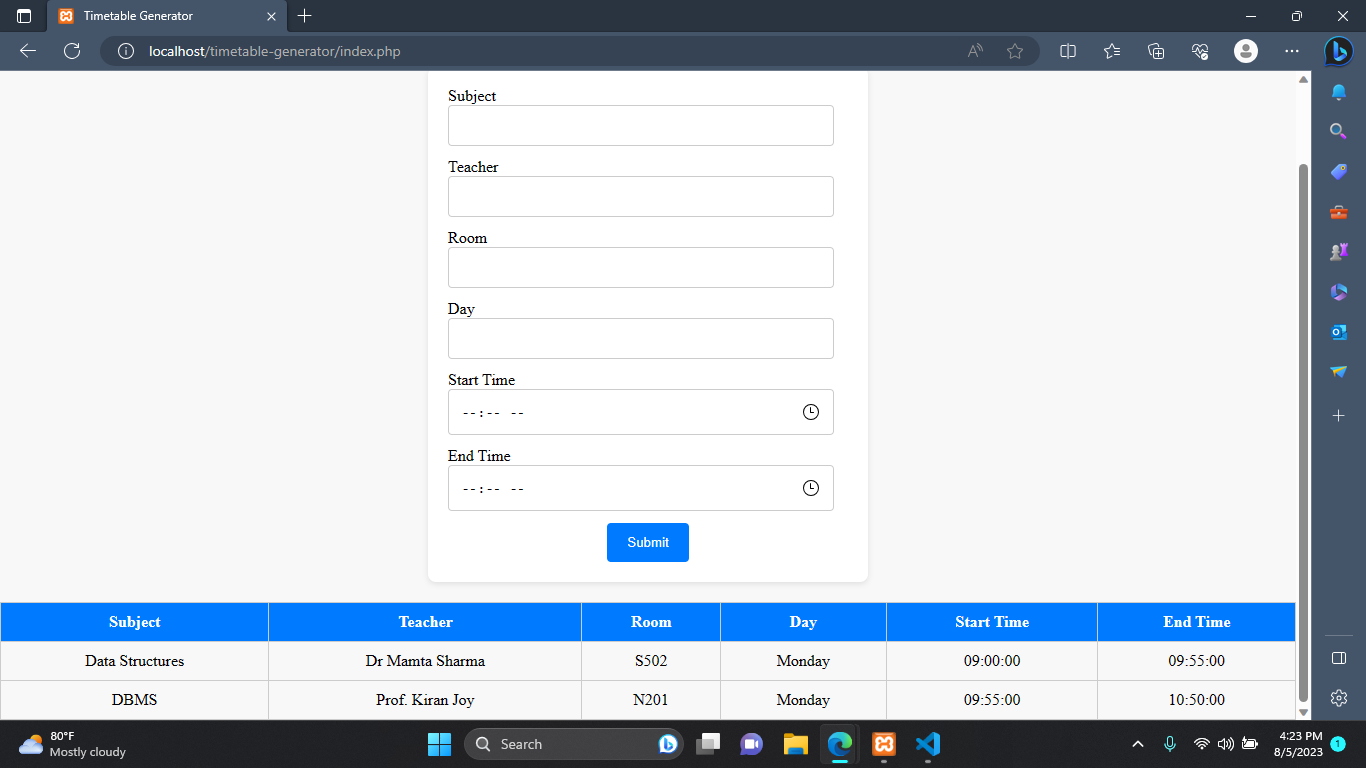 Timetable Generator
localhost/timetable-generator/index.php
Subject
Teacher
Room
Day
Start Time
--:-- --
End Time
--:-- --
Submit
Subject Teacher Room Day Start Time End Time
Data Structures Dr Mamta Sharma S502 Monday 09:00:00 09:55:00
DBMS Prof. Kiran Joy N201 Monday 09:55:00 10:50:00
80°F
Mostly cloudy
Search
4:23 PM
8/5/2023
1